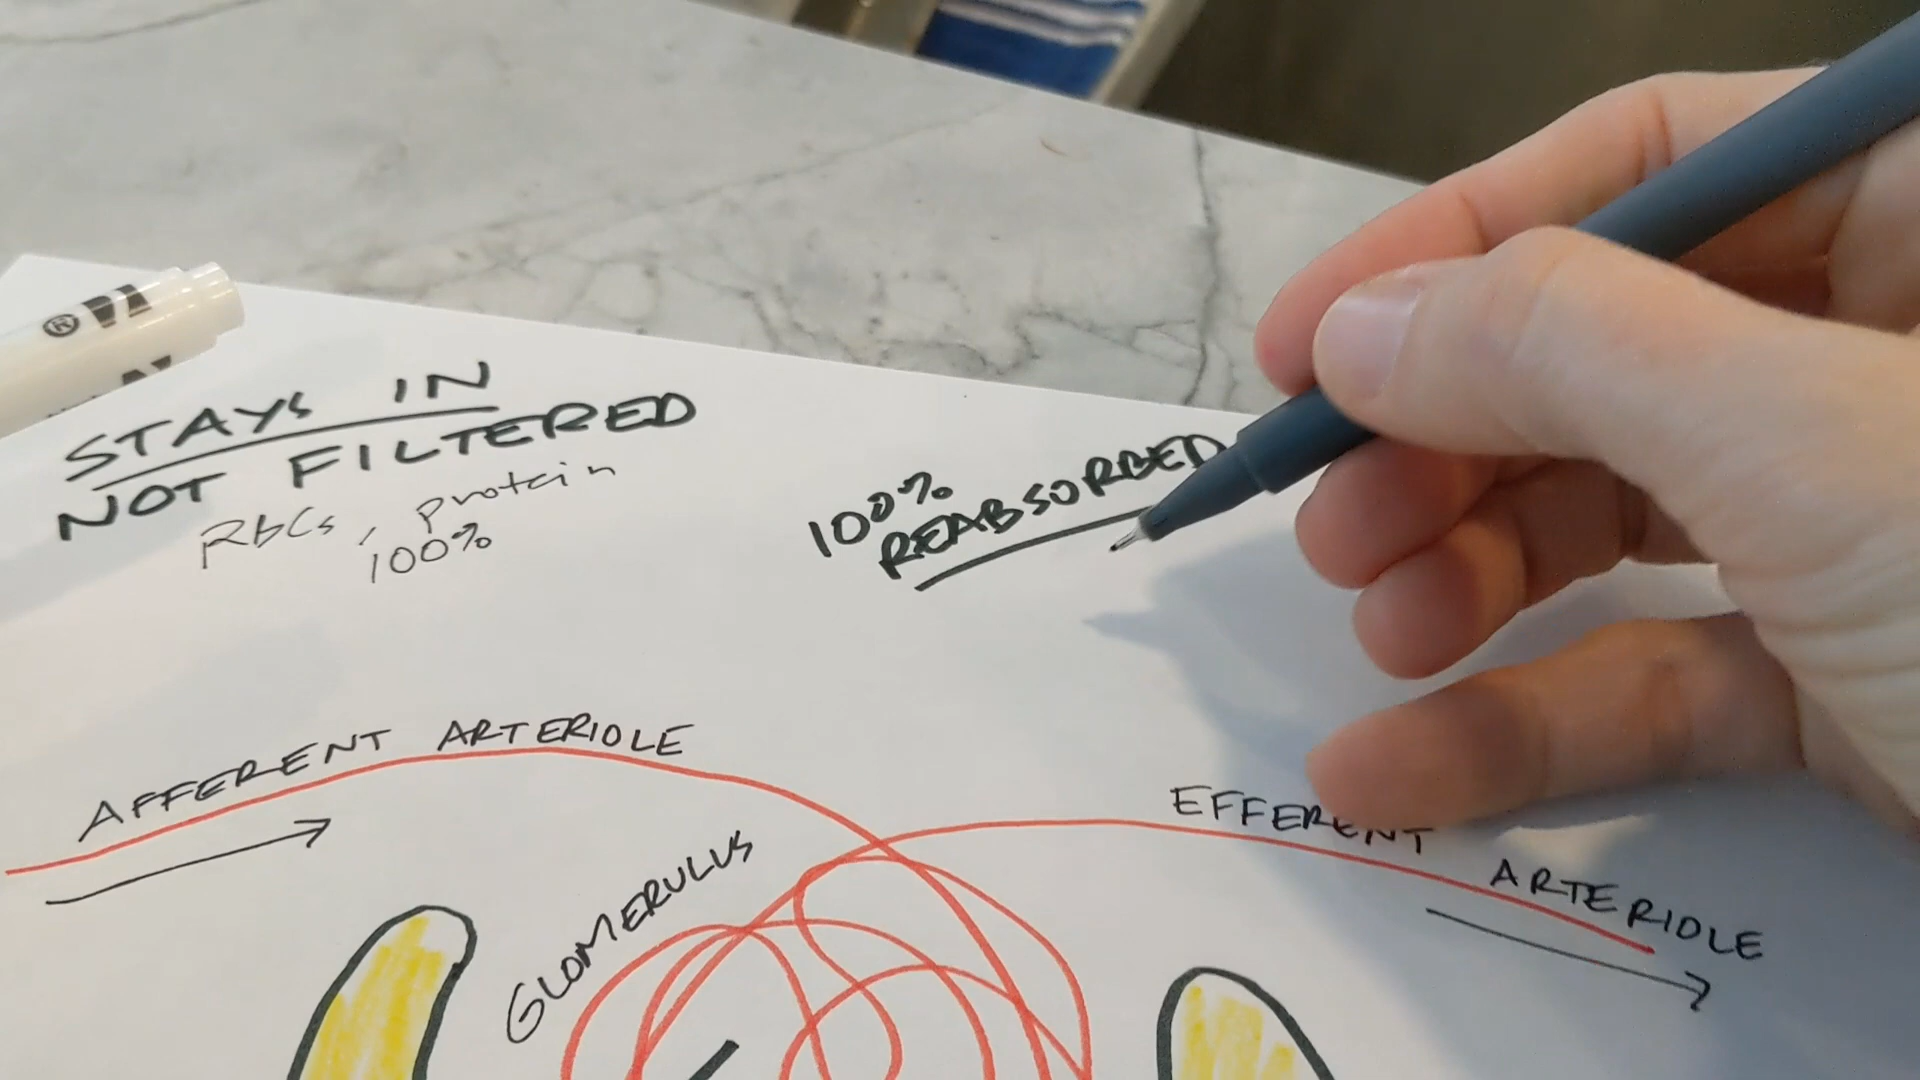 STAYS IN
NOT FILTERED
RbCs, protein
100%
100%
REABSORBED
AFFERENT ARTERIOLE
EFFERENT ARTERIOLE
GLOMERULUS